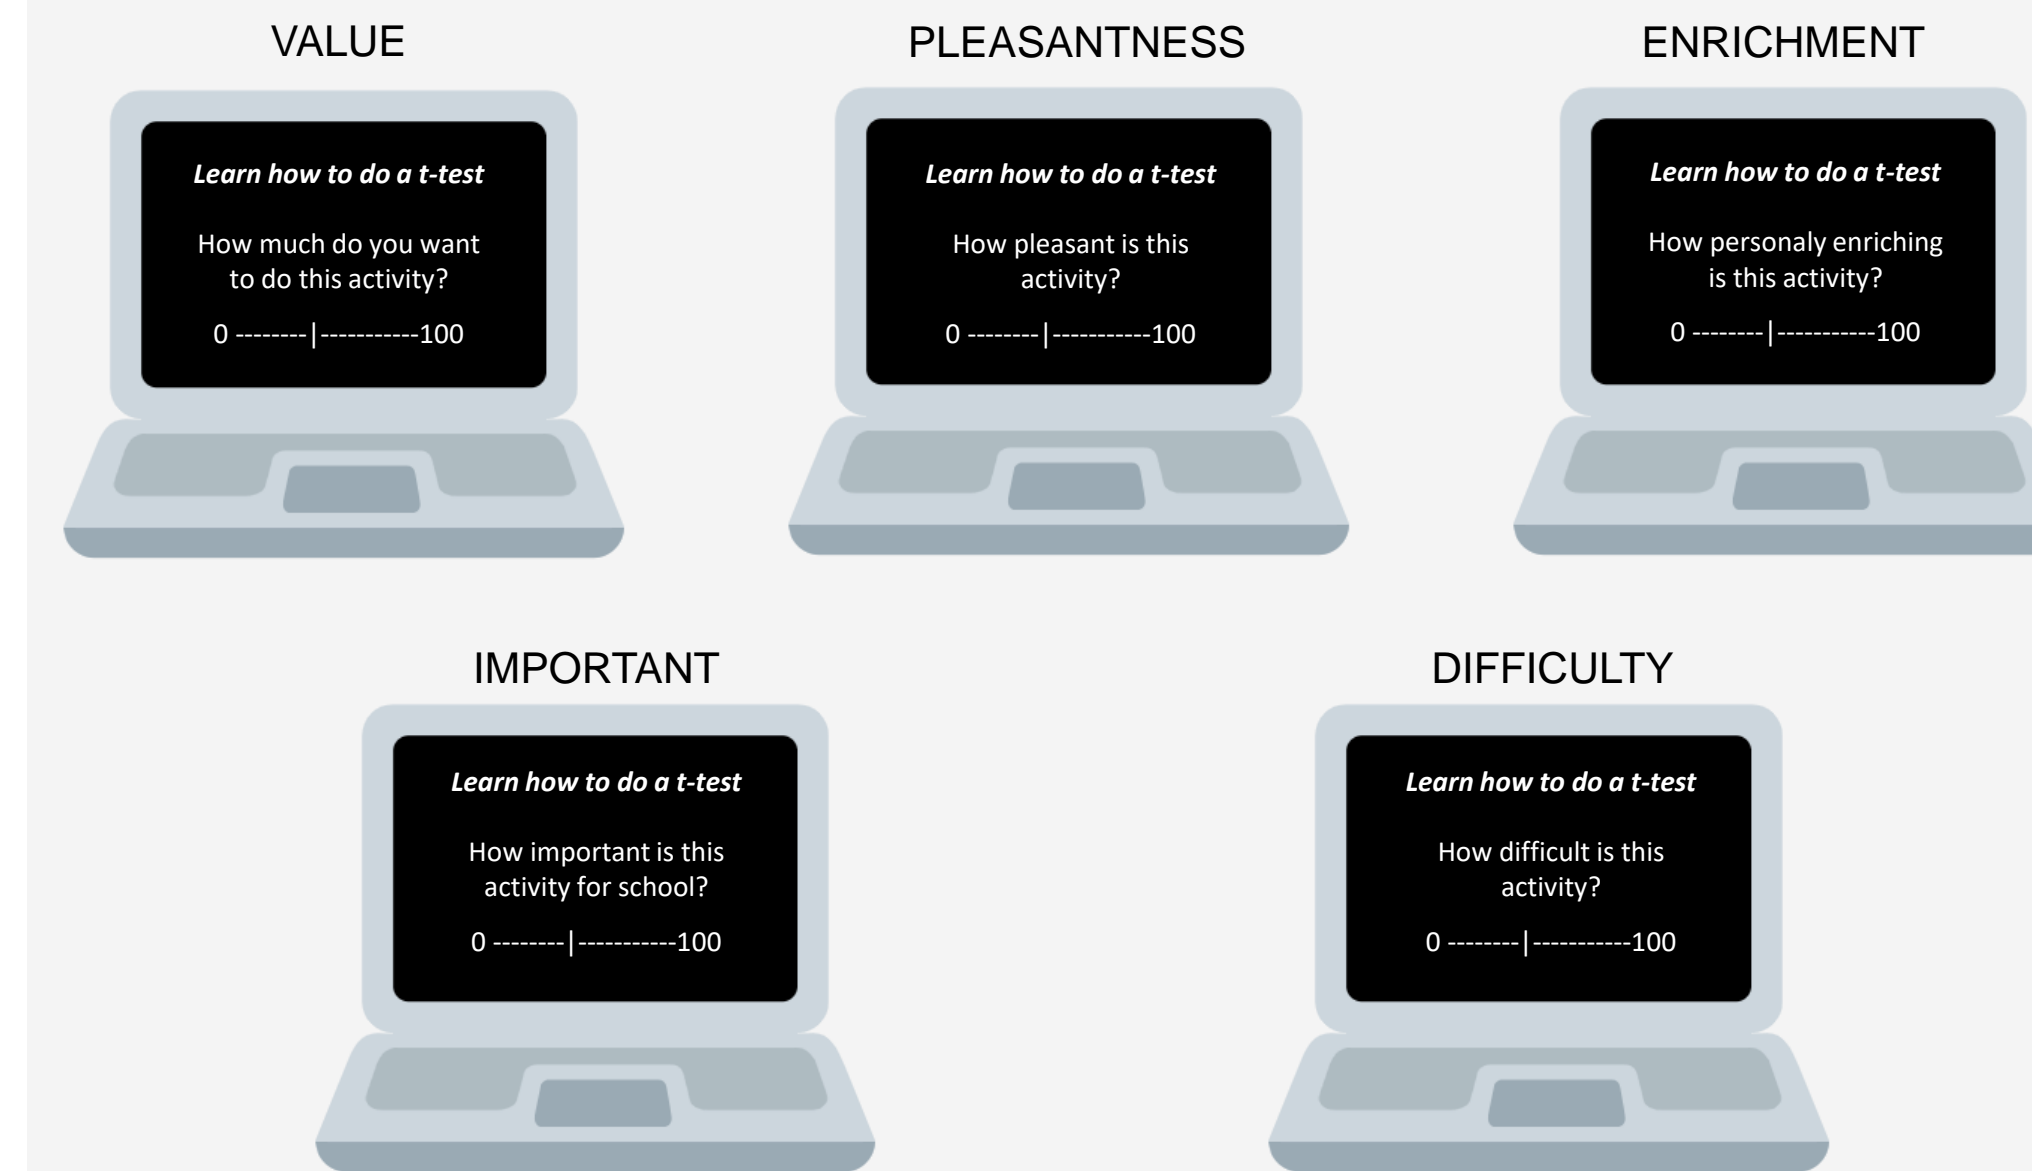 VALUE
Learn how to do a t-test
How much do you want
to do this activity?
0 --------|-----------100
PLEASANTNESS
Learn how to do a t-test
How pleasant is this
activity?
0 --------|-----------100
ENRICHMENT
Learn how to do a t-test
How personaly enriching
is this activity?
0 --------|-----------100
IMPORTANT
Learn how to do a t-test
How important is this
activity for school?
0 --------|-----------100
DIFFICULTY
Learn how to do a t-test
How difficult is this
activity?
0 --------|-----------100